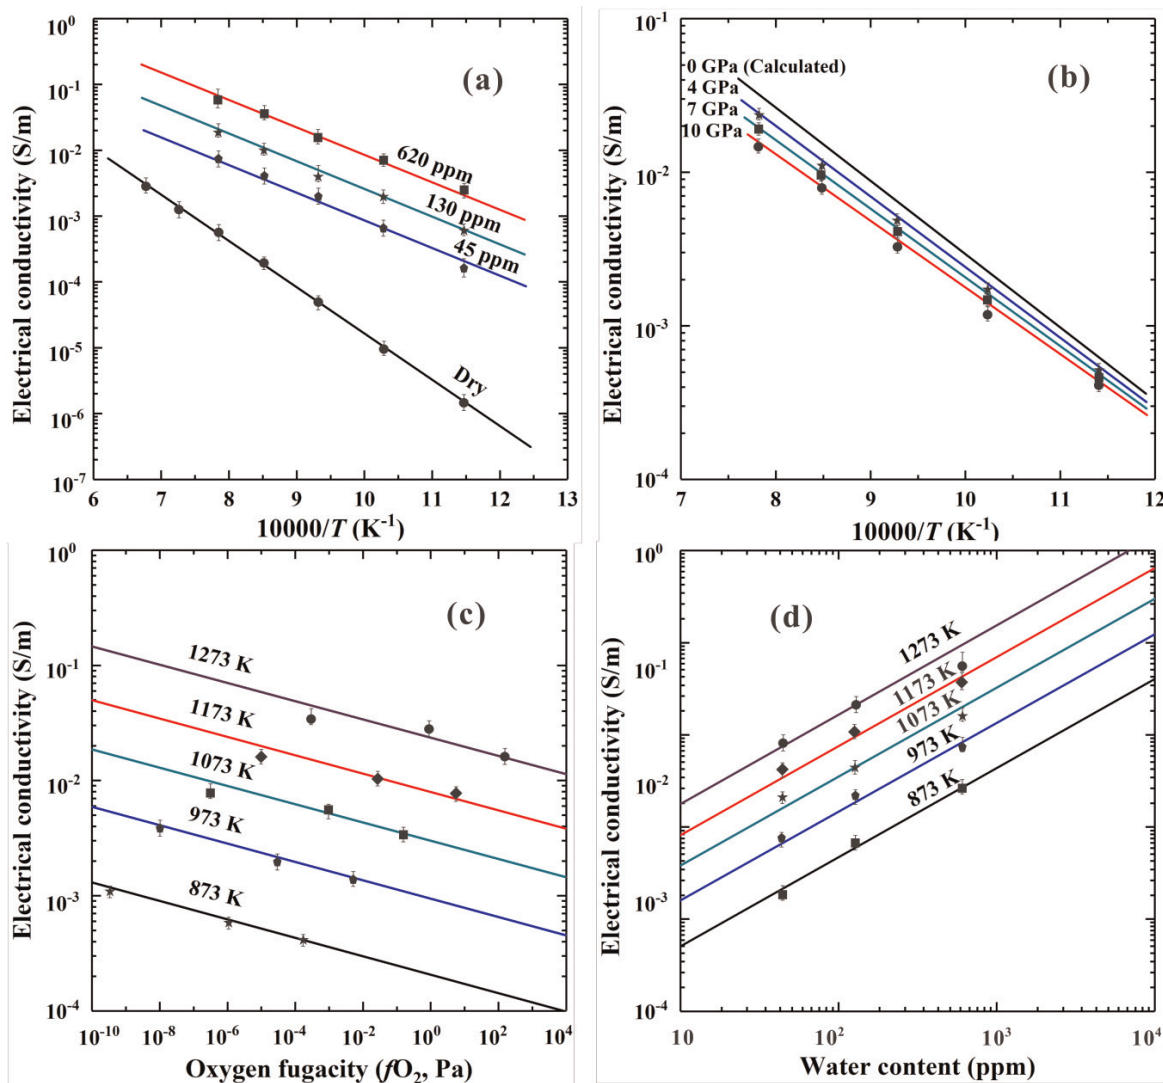 10⁰
10⁻¹
10⁻²
10⁻³
10⁻⁴
10⁻⁵
10⁻⁶
10⁻⁷
Electrical conductivity (S/m)
(a)
620 ppm
130 ppm
45 ppm
Dry
6 7 8 9 10 11 12 13
10000/T (K⁻¹)
10⁻¹
10⁻²
10⁻³
10⁻⁴
Electrical conductivity (S/m)
(b)
0 GPa (Calculated)
4 GPa
7 GPa
10 GPa
7 8 9 10 11 12
10000/T (K⁻¹)
10⁰
10⁻¹
10⁻²
10⁻³
10⁻⁴
Electrical conductivity (S/m)
(c)
1273 K
1173 K
1073 K
973 K
873 K
10⁻¹⁰ 10⁻⁸ 10⁻⁶ 10⁻⁴ 10⁻² 10⁰ 10² 10⁴
Oxygen fugacity (fO₂, Pa)
10⁰
10⁻¹
10⁻²
10⁻³
10⁻³
10⁻⁴
Electrical conductivity (S/m)
(d)
1273 K
1173 K
1073 K
973 K
873 K
10 10² 10³ 10⁴
Water content (ppm)